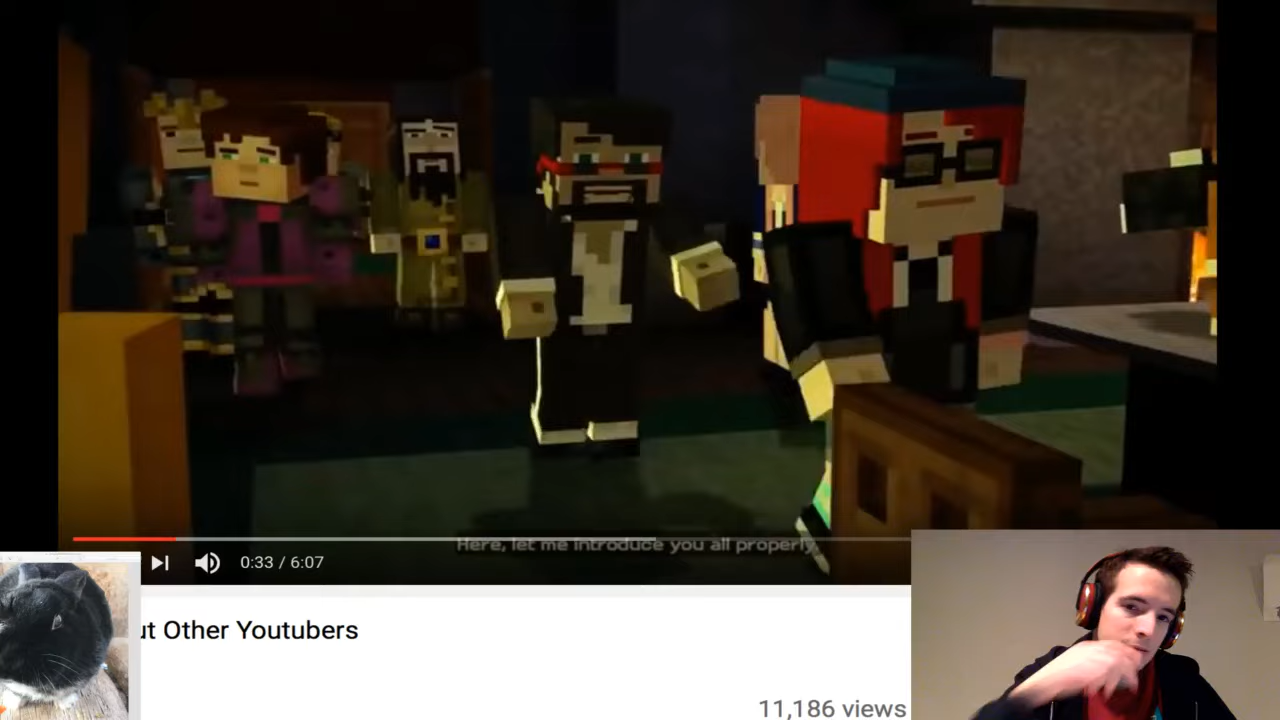 Here, let me introduce you all properly.
0:33 / 6:07
ut Other Youtubers
11,186 views